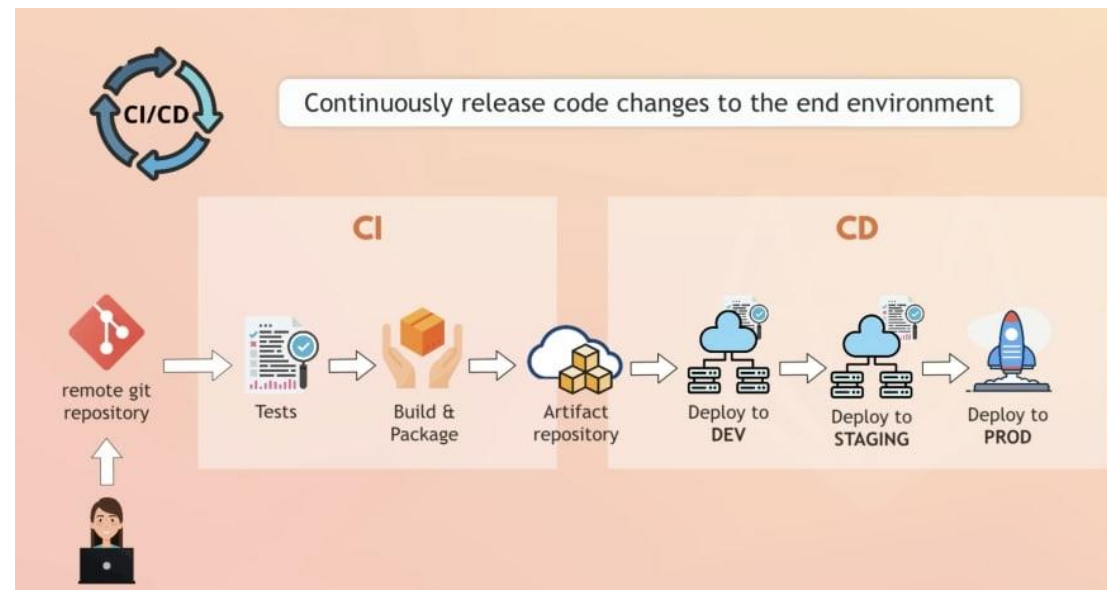 CI/CD
Continuously release code changes to the end environment
CI
CD
remote git
repository
Tests
Build &
Package
Artifact
repository
Deploy to
DEV
Deploy to
STAGING
Deploy to
PROD